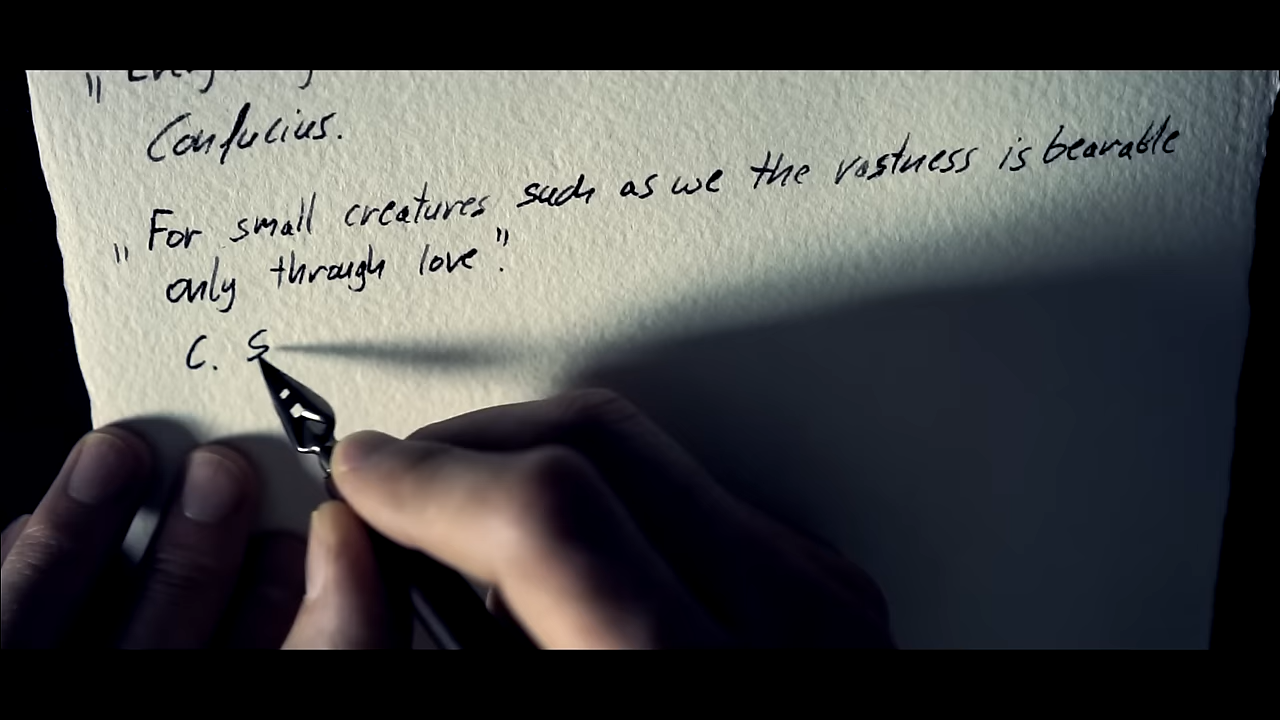 Confucius.
"For small creatures such as we the vastness is bearable
only through love".
C. S